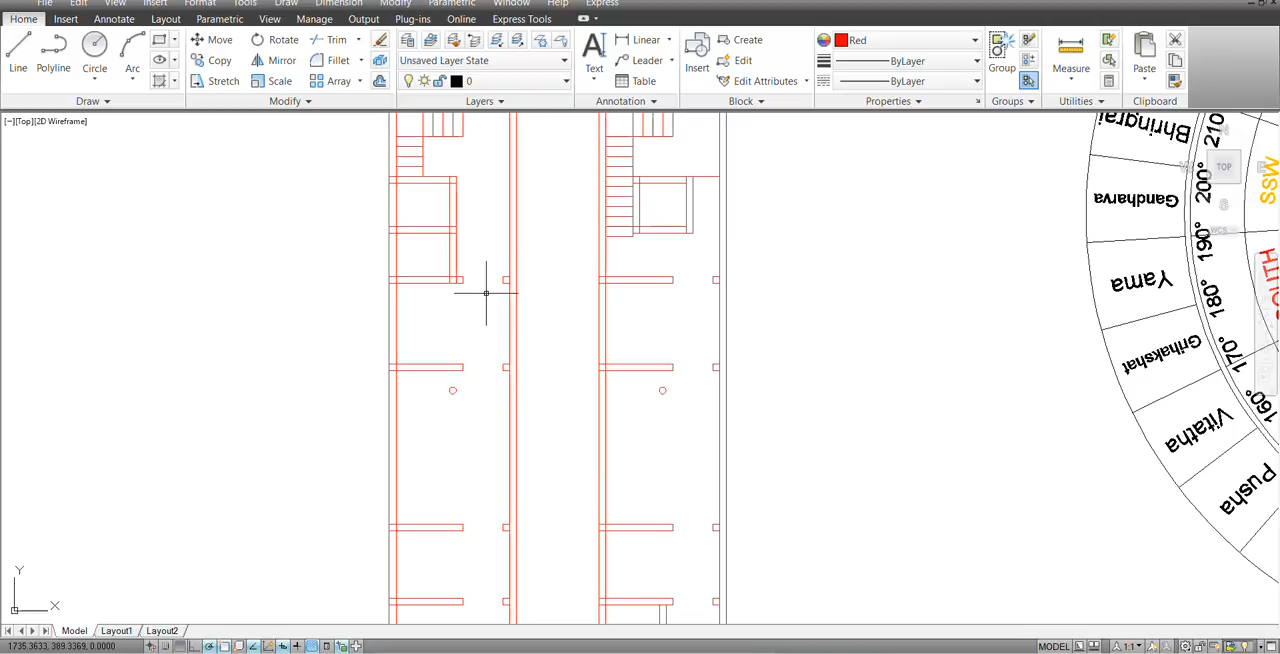 File Edit View Insert Format Tools Draw Dimension Modify Parametric Window Help Express
Home Insert Annotate Layout Parametric View Manage Output Plug-ins Online Express Tools
Move Rotate Trim
Linear
Create
Red
Copy Mirror Fillet
Unsaved Layer State
Leader
Edit
ByLayer
Line Polyline Circle Arc
Text
Insert
Group
Measure
Paste
Stretch Scale Array
0
Table
Edit Attributes
ByLayer
Draw Modify Layers Annotation Block Properties Groups Utilities Clipboard
[−][Top][2D Wireframe]
Bhringraj
210°
N
W
TOP
E
S
WCS
SSW
Gandharva
200°
190°
Yama
180°
Grihakshat
170°
Vitatha
160°
Pusha
Y
X
Model Layout1 Layout2
1735.3633, 389.3369, 0.0000
MODEL
1:1